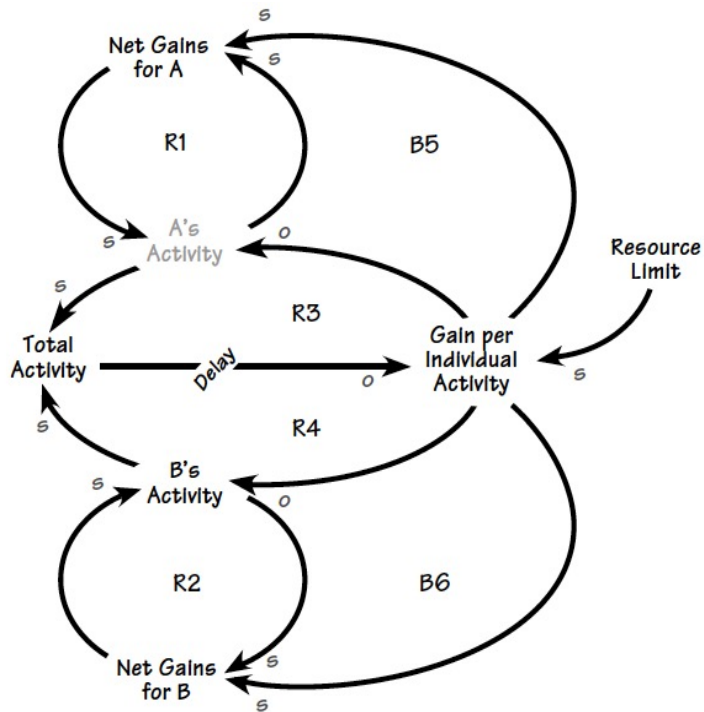 s
Net Gains
for A
s
R1
B5
s
A's
Activity
o
Resource
Limit
s
R3
Total
Activity
Delay
o
Gain per
Individual
Activity
s
s
R4
s
B's
Activity
o
R2
B6
Net Gains
for B
s
s